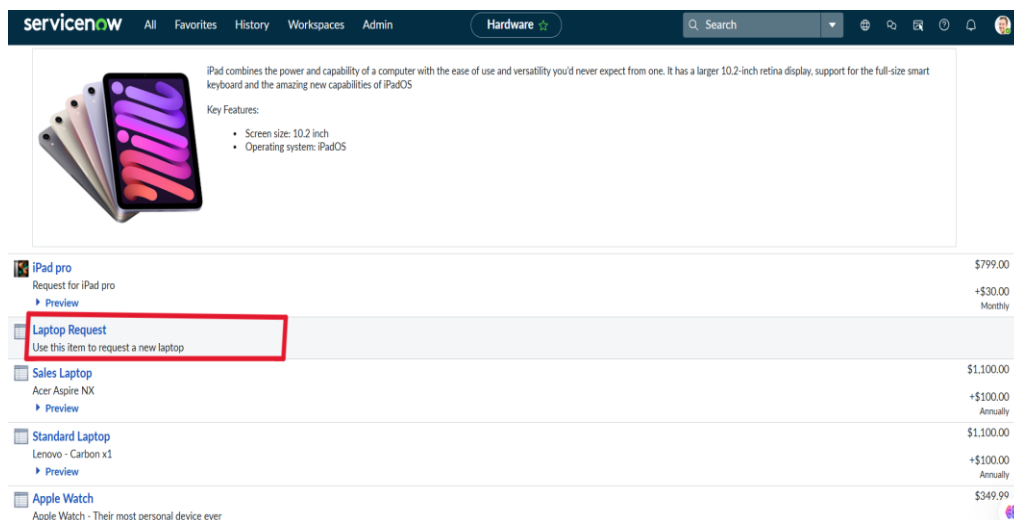 servicenow All Favorites History Workspaces Admin Hardware Search
iPad combines the power and capability of a computer with the ease of use and versatility you'd never expect from one. It has a larger 10.2-inch retina display, support for the full-size smart
keyboard and the amazing new capabilities of iPadOS
Key Features:
• Screen size: 10.2 inch
• Operating system: iPadOS
iPad pro $799.00
Request for iPad pro +$30.00
Preview Monthly
Laptop Request
Use this item to request a new laptop
Sales Laptop $1,100.00
Acer Aspire NX +$100.00
Preview Annually
Standard Laptop $1,100.00
Lenovo - Carbon x1 +$100.00
Preview Annually
Apple Watch $349.99
Apple Watch - Their most personal device ever